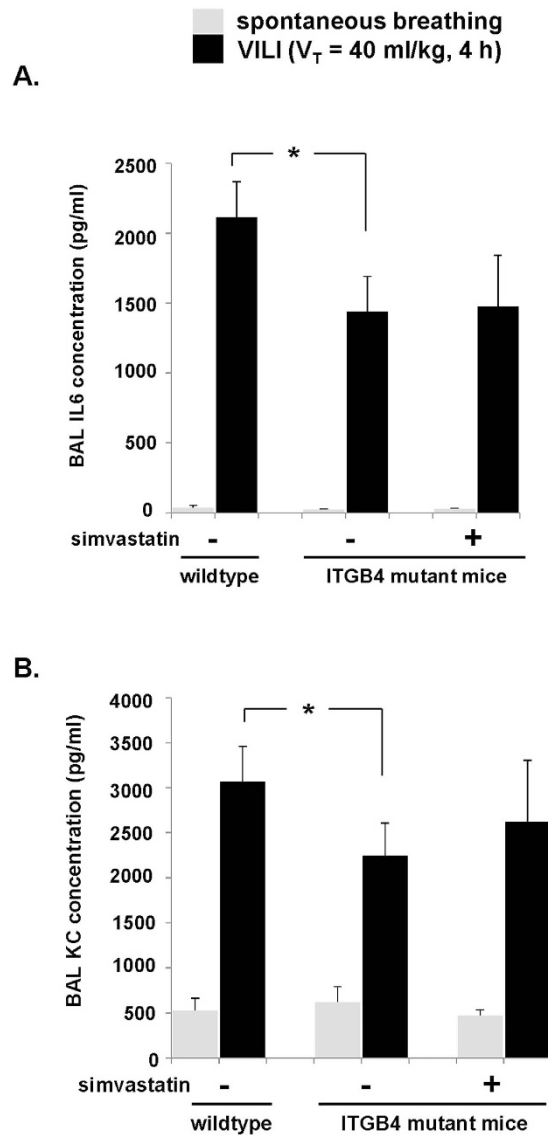 spontaneous breathing
VILI (VT = 40 ml/kg, 4 h)
A.
BAL IL6 concentration (pg/ml)
2500
2000
1500
1000
500
0
*
simvastatin - - +
wildtype ITGB4 mutant mice
B.
BAL KC concentration (pg/ml)
4000
3500
3000
2500
2000
1500
1000
500
0
*
simvastatin - - +
wildtype ITGB4 mutant mice